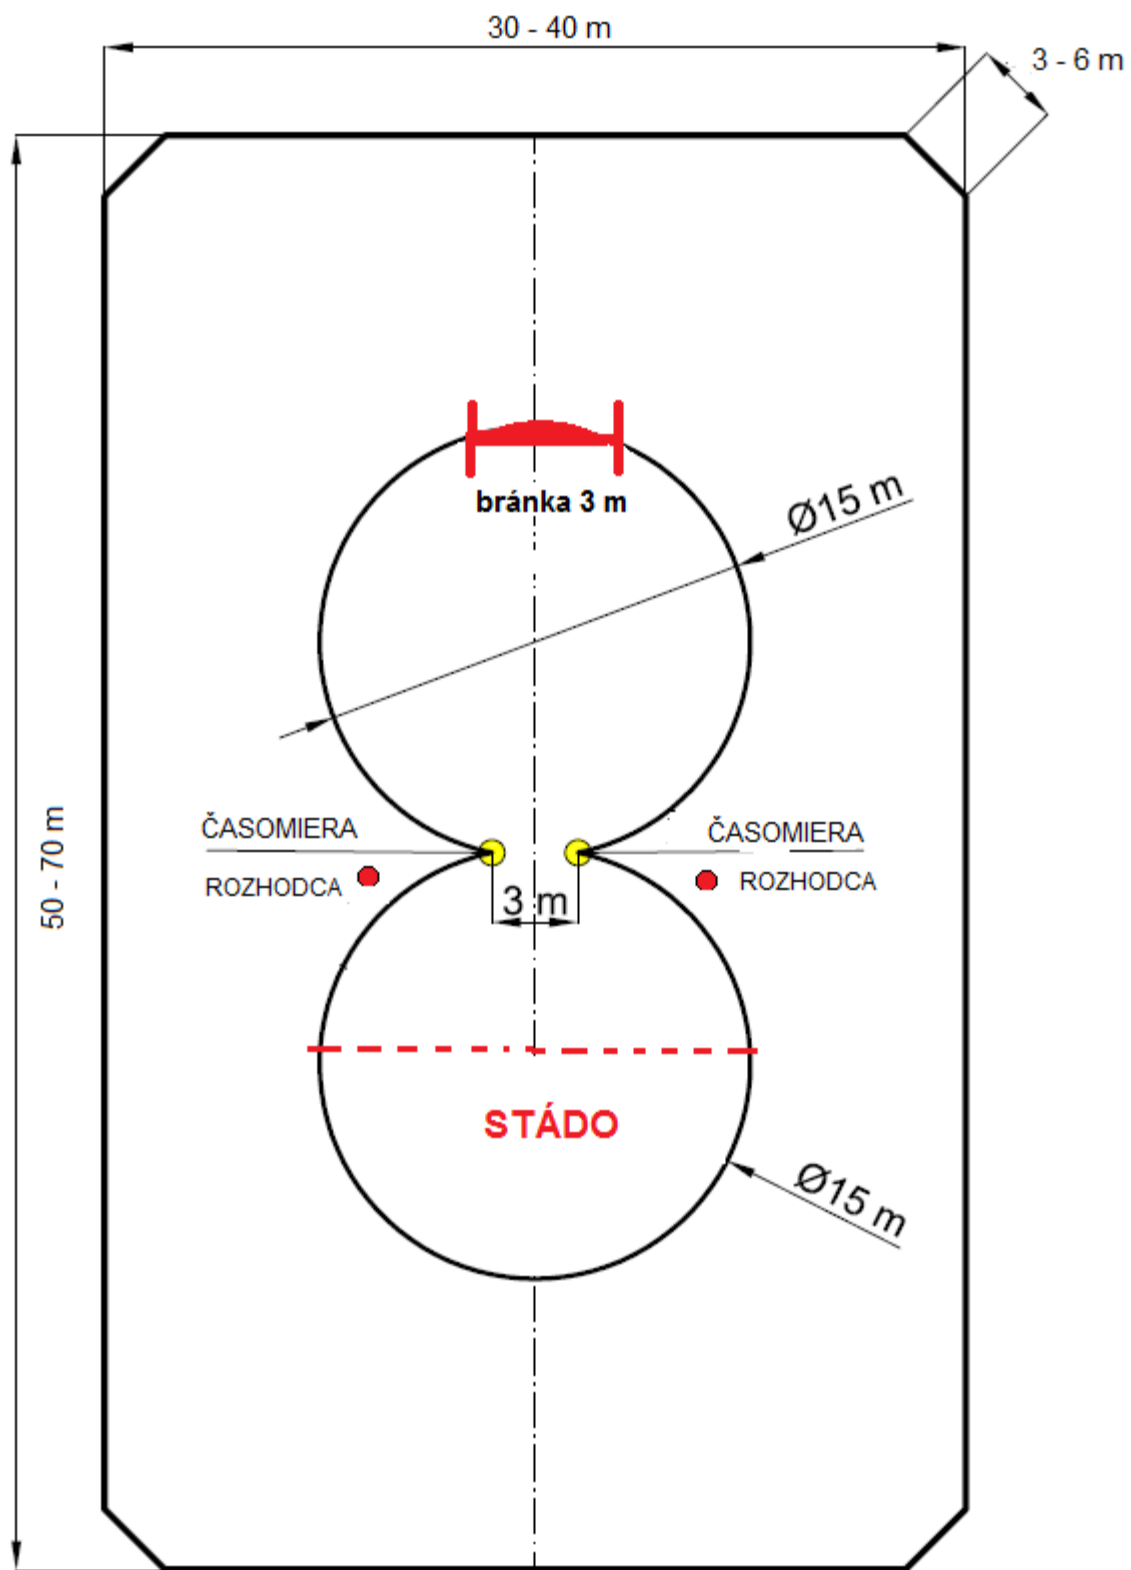 30 - 40 m
3 - 6 m
bránka 3 m
Ø15 m
50 - 70 m
ČASOMIERA
ČASOMIERA
ROZHODCA
ROZHODCA
3 m
STÁDO
Ø15 m